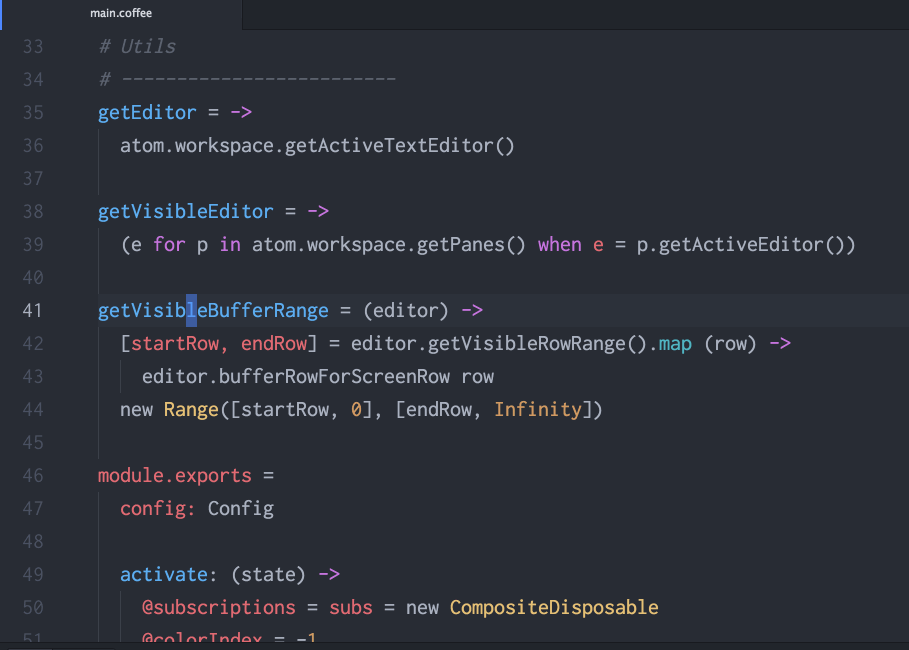 main.coffee
33 # Utils
34 # -------------------------
35 getEditor = ->
36 atom.workspace.getActiveTextEditor()
37
38 getVisibleEditor = ->
39 (e for p in atom.workspace.getPanes() when e = p.getActiveEditor())
40
41 getVisibleBufferRange = (editor) ->
42 [startRow, endRow] = editor.getVisibleRowRange().map (row) ->
43 editor.bufferRowForScreenRow row
44 new Range([startRow, 0], [endRow, Infinity])
45
46 module.exports =
47 config: Config
48
49 activate: (state) ->
50 @subscriptions = subs = new CompositeDisposable
51 @colorIndex = -1